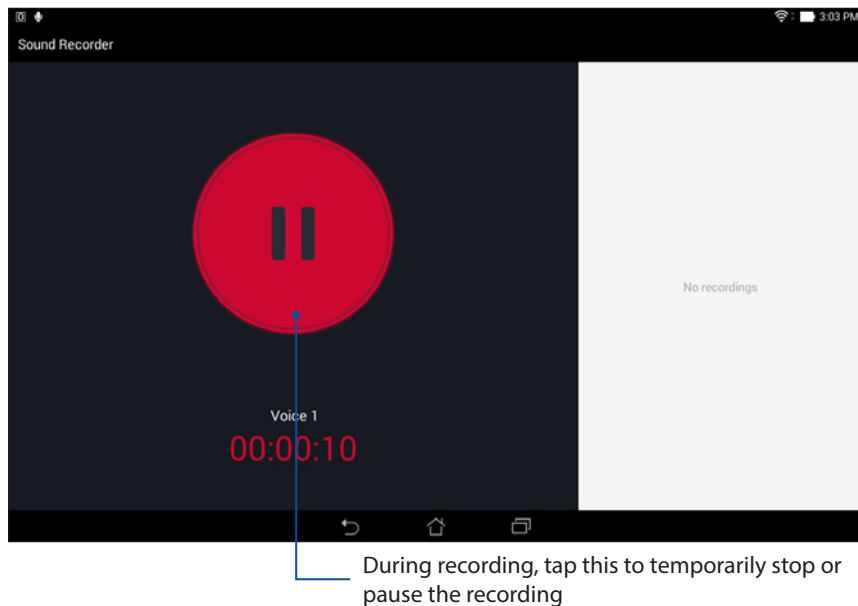 3:03 PM
Sound Recorder
No recordings
Voice 1
00:00:10
During recording, tap this to temporarily stop or
pause the recording